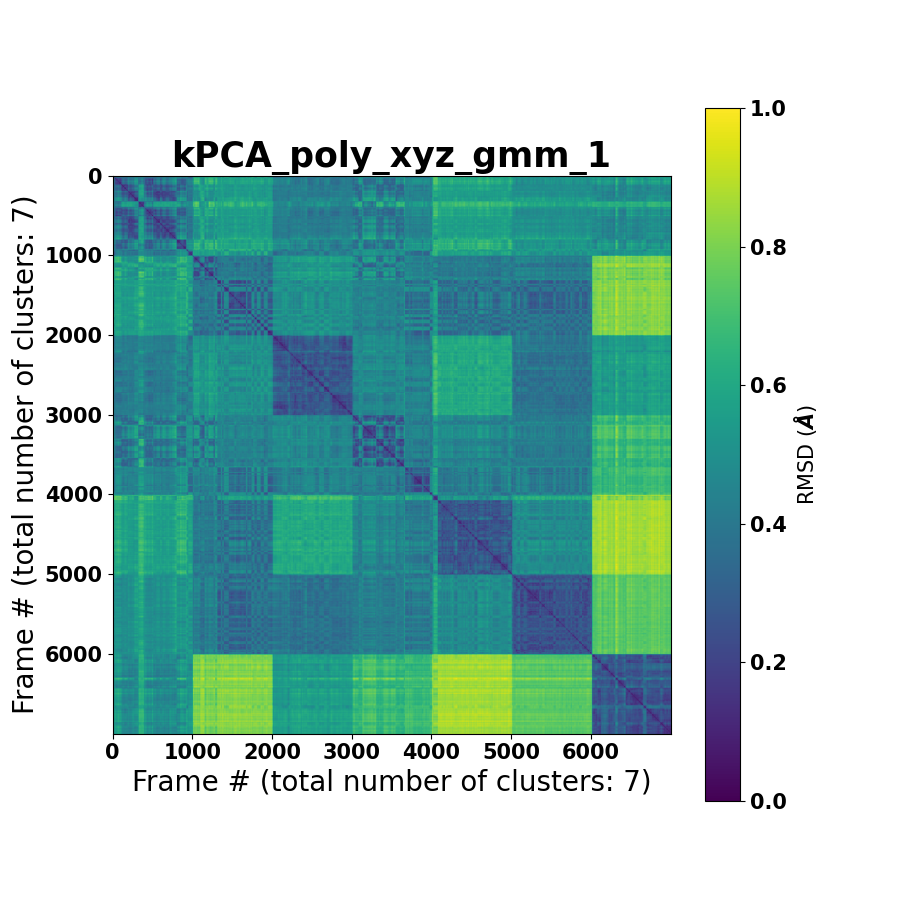 kPCA_poly_xyz_gmm_1
Frame # (total number of clusters: 7)
0
1000
2000
3000
4000
5000
6000
0 1000 2000 3000 4000 5000 6000
Frame # (total number of clusters: 7)
1.0
0.8
0.6
0.4
0.2
0.0
RMSD (Å)